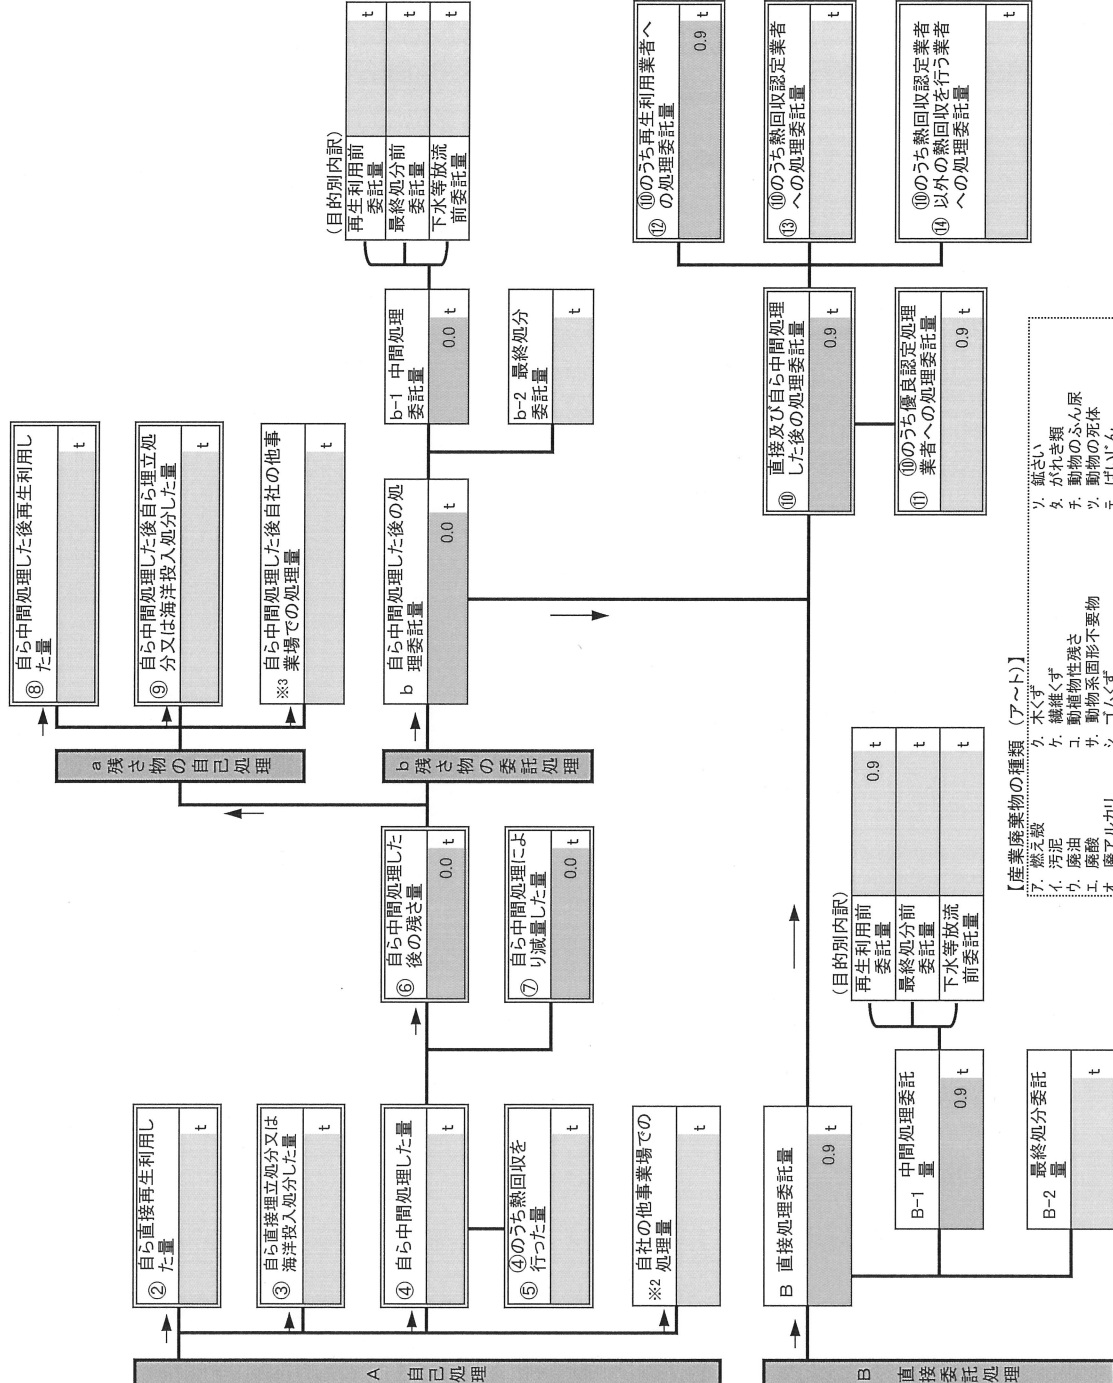 A
自己処理
② 自ら直接再生利用し
た量
t
③ 自ら直接埋立処分又は
海洋投入処分した量
t
④ 自ら中間処理した量
t
⑤ ④のうち熱回収を
行った量
t
※2 自社の他事業場での
処理量
t
⑥ 自ら中間処理した
後の残さ量
0.0 t
⑦ 自ら中間処理によ
り減量した量
0.0 t
a 残さ物の自己処理
⑧ 自ら中間処理した後再生利用し
た量
t
⑨ 自ら中間処理した後自ら埋立処
分又は海洋投入処分した量
t
※3 自ら中間処理した後自社の他事
業場での処理量
t
b 残さ物の委託処理
b 自ら中間処理した後の処
理委託量
0.0 t
b-1 中間処理
委託量
0.0 t
b-2 最終処分
委託量
t
(目的別内訳)
再生利用前
委託量
t
最終処分前
委託量
t
下水等放流
前委託量
t
B
直接委託処理
B 直接処理委託量
0.9 t
B-1 中間処理委託
量
0.9 t
B-2 最終処分委託
量
t
(目的別内訳)
再生利用前
委託量
0.9 t
最終処分前
委託量
t
下水等放流
前委託量
t
⑩ 直接及び自ら中間処理
した後の処理委託量
0.9 t
⑪ ⑩のうち優良認定処理
業者への処理委託量
0.9 t
⑫ ⑩のうち再生利用業者へ
の処理委託量
0.9 t
⑬ ⑩のうち熱回収認定業者
への処理委託量
t
⑭ ⑩のうち熱回収認定業者
以外の熱回収を行う業者
への処理委託量
t
【産業廃棄物の種類 (ア～ト)】
ア. 燃え殻
イ. 汚泥
ウ. 廃油
エ. 廃酸
オ. 廃アルカリ
ク. 木くず
ケ. 繊維くず
コ. 動植物性残さ
サ. 動物系固形不要物
シ. ゴムくず
ソ. 鉱さい
タ. がれき類
チ. 動物のふん尿
ツ. 動物の死体
テ. ばいじん